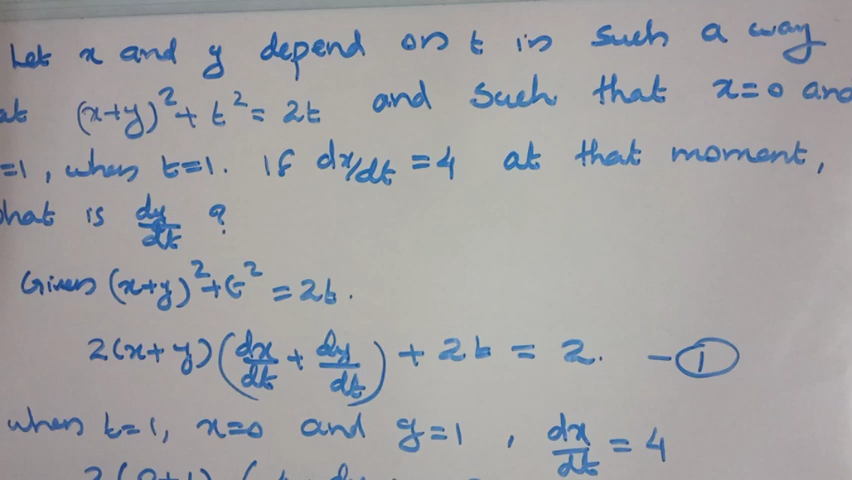 Let x and y depend on t in such a way
at (x+y)² + t² = 2t and such that x=0 and
=1, when t=1. If dx/dt = 4 at that moment,
what is dy/dt ?
Given (x+y)² + t² = 2t.
2(x+y)(dx/dt + dy/dt) + 2t = 2. — ①
when t=1, x=0 and y=1, dx/dt = 4